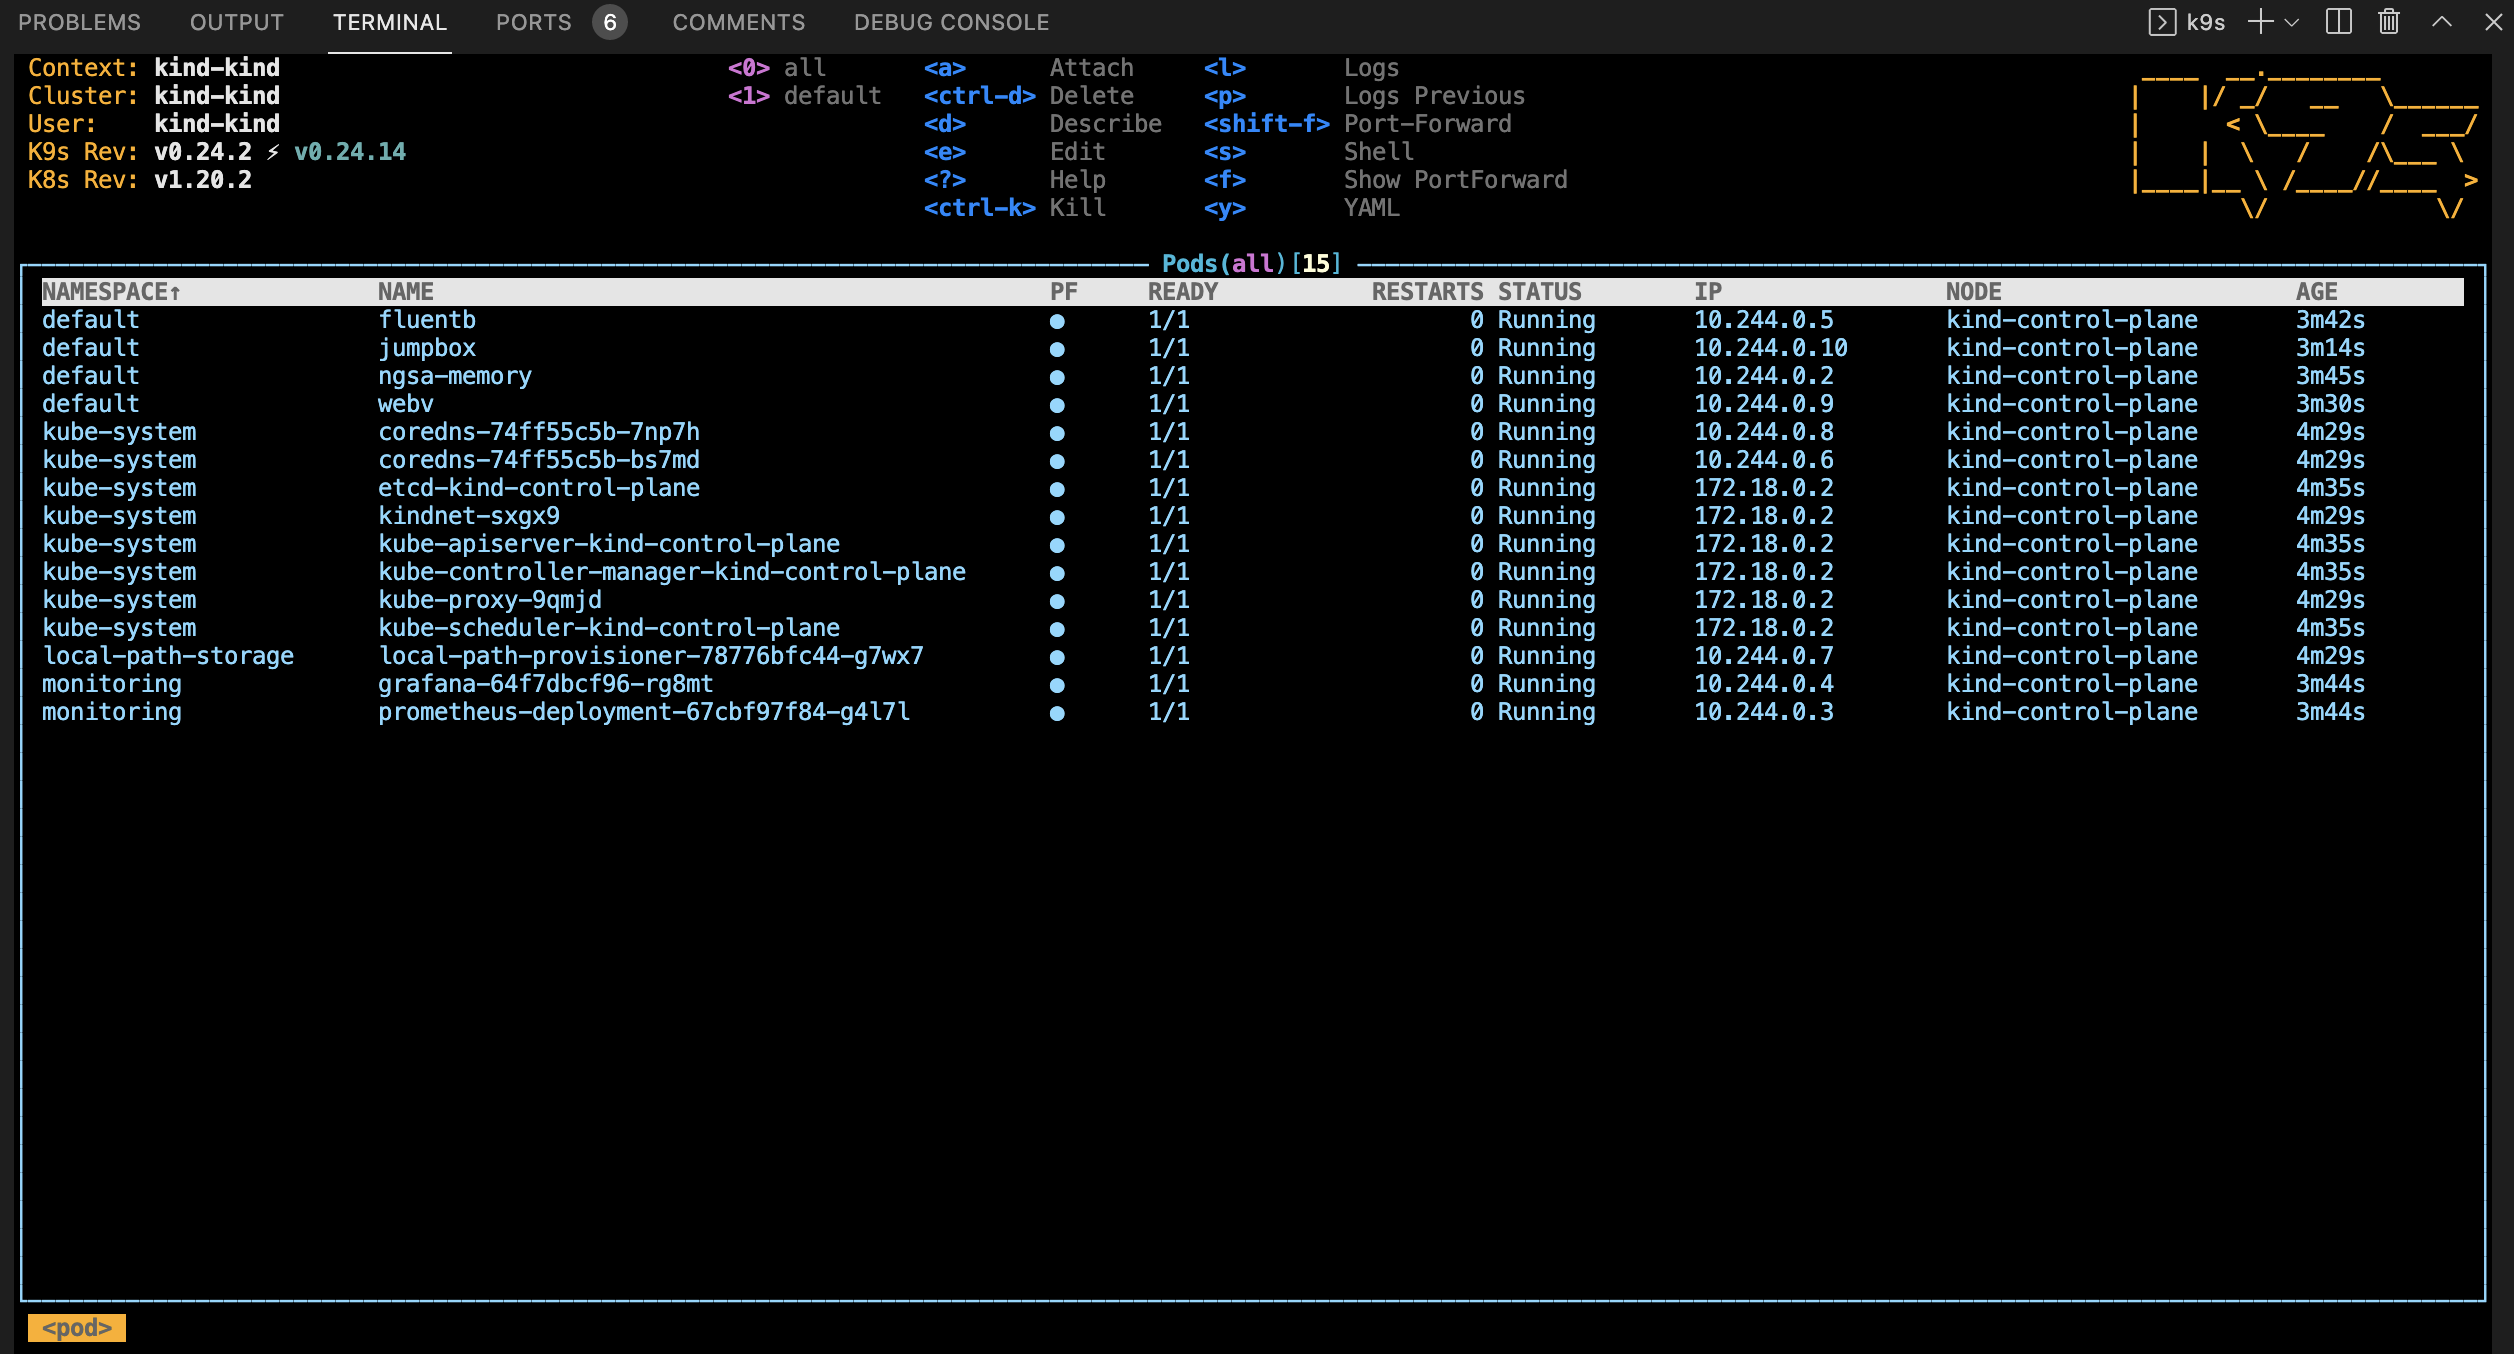 PROBLEMS OUTPUT TERMINAL PORTS 6 COMMENTS DEBUG CONSOLE k9s
Context: kind-kind <0> all <a> Attach <l> Logs
Cluster: kind-kind <1> default <ctrl-d> Delete <p> Logs Previous
User: kind-kind <d> Describe <shift-f> Port-Forward
K9s Rev: v0.24.2 ⚡ v0.24.14 <e> Edit <s> Shell
K8s Rev: v1.20.2 <?> Help <f> Show PortForward
<ctrl-k> Kill <y> YAML
Pods(all)[15]
NAMESPACE↑ NAME PF READY RESTARTS STATUS IP NODE AGE
default fluentb ● 1/1 0 Running 10.244.0.5 kind-control-plane 3m42s
default jumpbox ● 1/1 0 Running 10.244.0.10 kind-control-plane 3m14s
default ngsa-memory ● 1/1 0 Running 10.244.0.2 kind-control-plane 3m45s
default webv ● 1/1 0 Running 10.244.0.9 kind-control-plane 3m30s
kube-system coredns-74ff55c5b-7np7h ● 1/1 0 Running 10.244.0.8 kind-control-plane 4m29s
kube-system coredns-74ff55c5b-bs7md ● 1/1 0 Running 10.244.0.6 kind-control-plane 4m29s
kube-system etcd-kind-control-plane ● 1/1 0 Running 172.18.0.2 kind-control-plane 4m35s
kube-system kindnet-sxgx9 ● 1/1 0 Running 172.18.0.2 kind-control-plane 4m29s
kube-system kube-apiserver-kind-control-plane ● 1/1 0 Running 172.18.0.2 kind-control-plane 4m35s
kube-system kube-controller-manager-kind-control-plane ● 1/1 0 Running 172.18.0.2 kind-control-plane 4m35s
kube-system kube-proxy-9qmjd ● 1/1 0 Running 172.18.0.2 kind-control-plane 4m29s
kube-system kube-scheduler-kind-control-plane ● 1/1 0 Running 172.18.0.2 kind-control-plane 4m35s
local-path-storage local-path-provisioner-78776bfc44-g7wx7 ● 1/1 0 Running 10.244.0.7 kind-control-plane 4m29s
monitoring grafana-64f7dbcf96-rg8mt ● 1/1 0 Running 10.244.0.4 kind-control-plane 3m44s
monitoring prometheus-deployment-67cbf97f84-g4l7l ● 1/1 0 Running 10.244.0.3 kind-control-plane 3m44s
<pod>